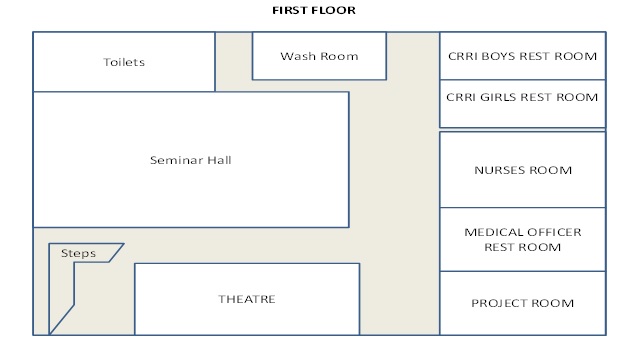 FIRST FLOOR
Toilets
Wash Room
CRRI BOYS REST ROOM
CRRI GIRLS REST ROOM
Seminar Hall
NURSES ROOM
MEDICAL OFFICER
REST ROOM
Steps
THEATRE
PROJECT ROOM